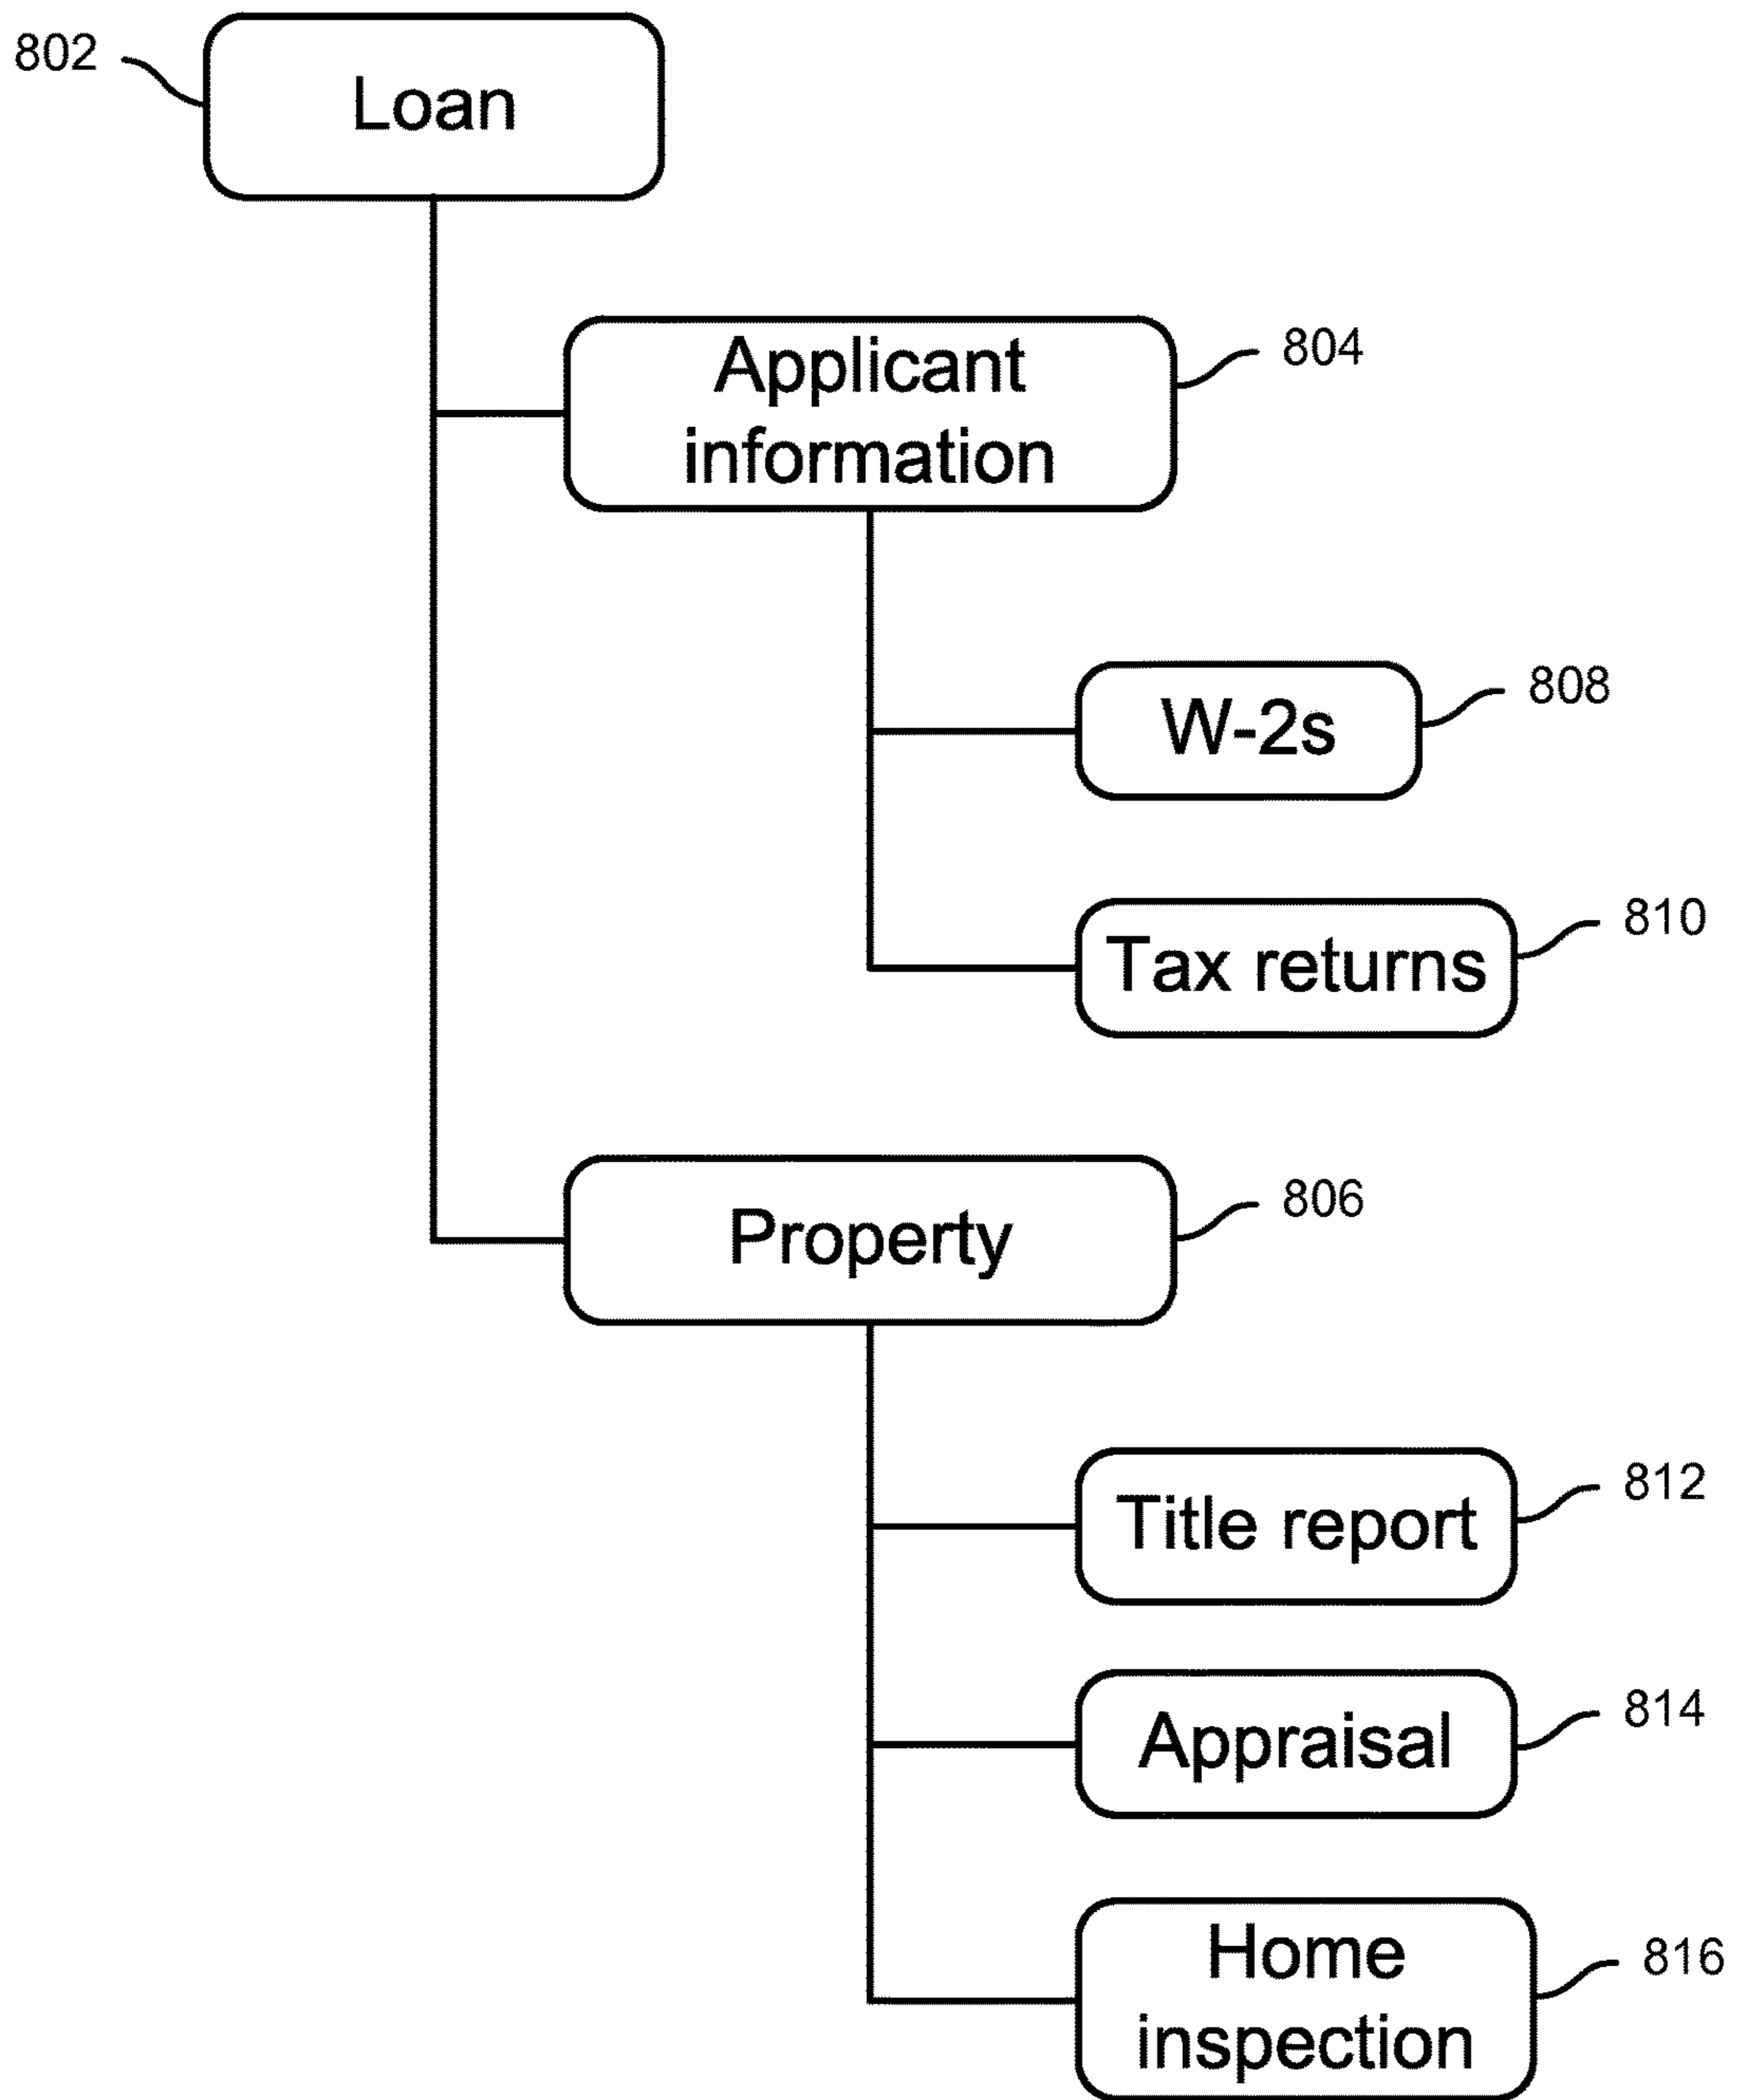 802
Loan
Applicant
information
804
W-2s
808
Tax returns
810
Property
806
Title report
812
Appraisal
814
Home
inspection
816